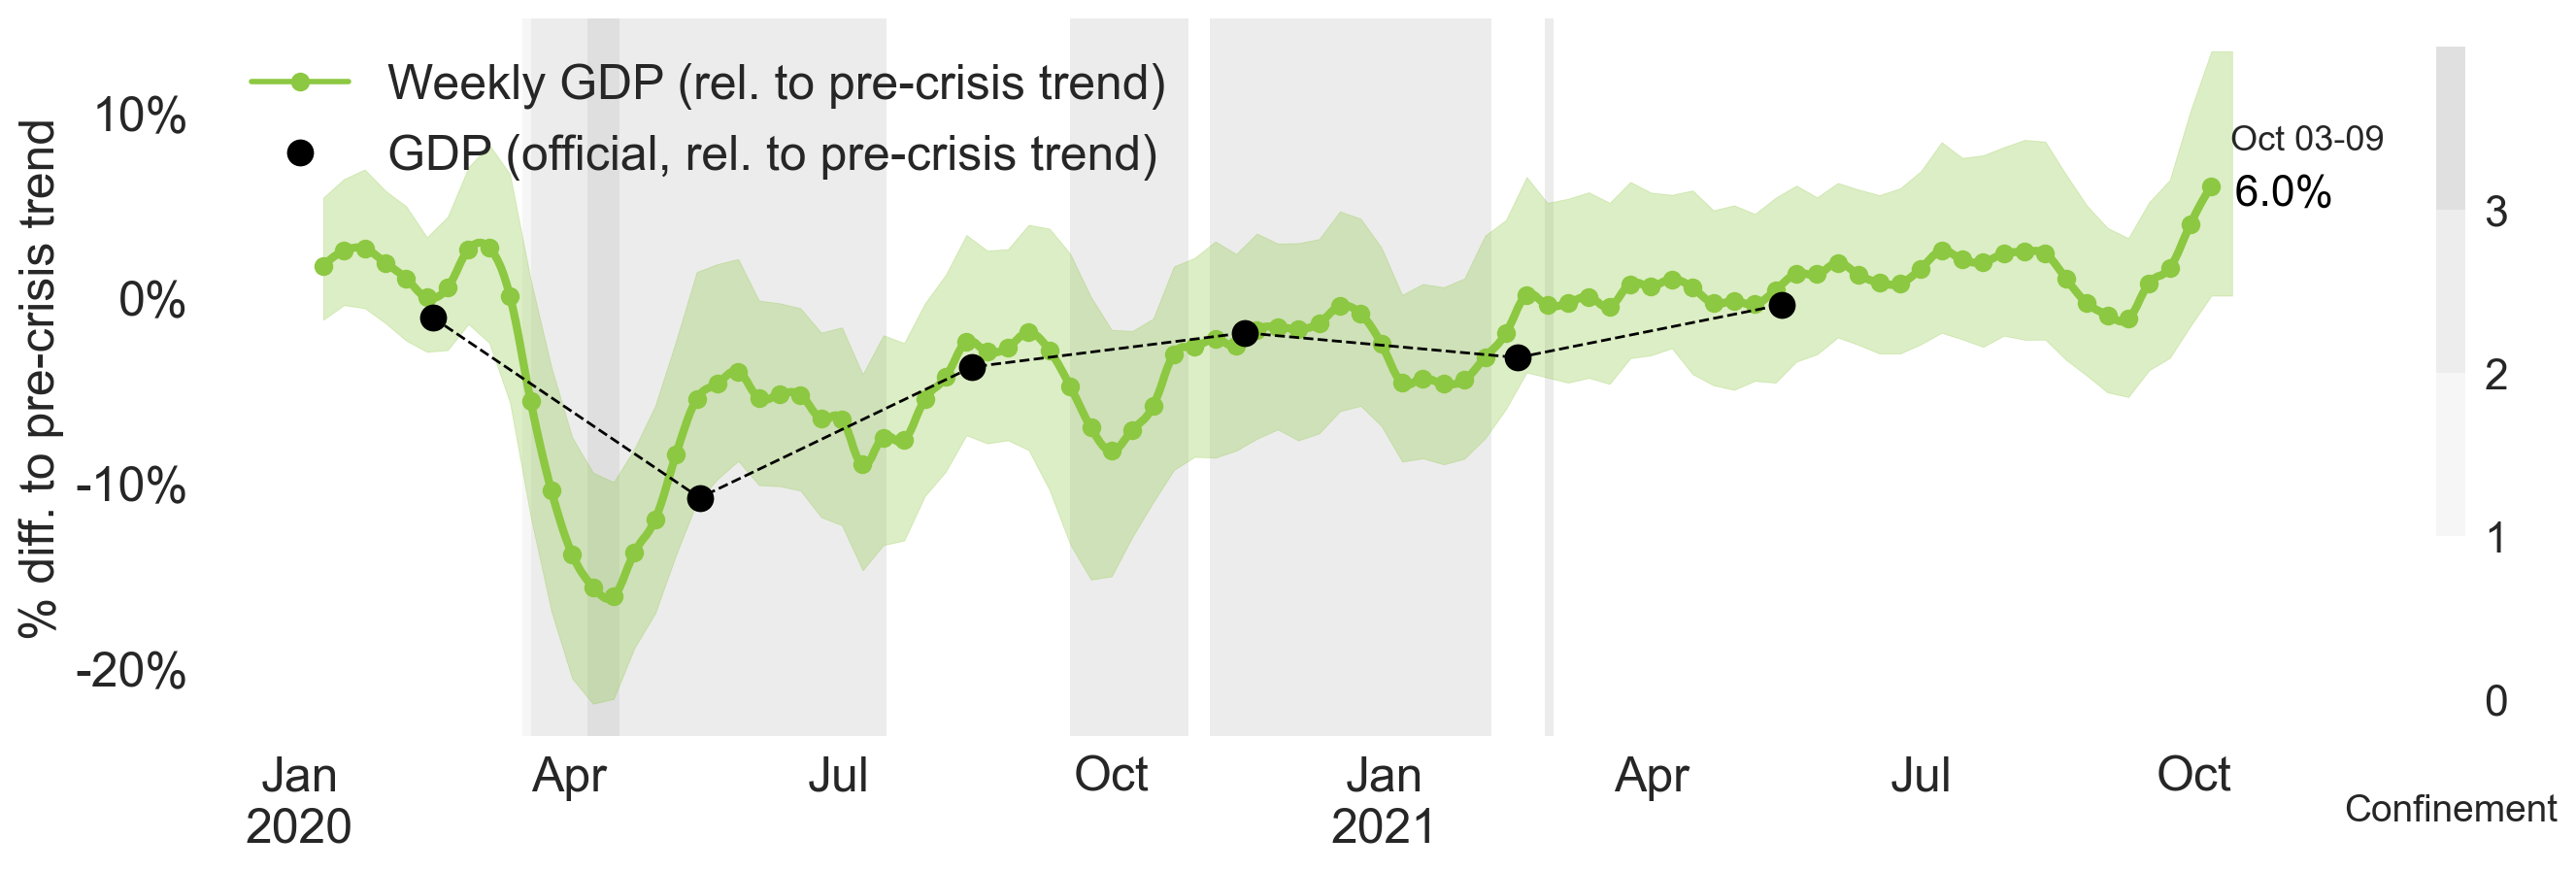 Weekly GDP (rel. to pre-crisis trend)
GDP (official, rel. to pre-crisis trend)
% diff. to pre-crisis trend
10%
0%
-10%
-20%
Oct 03-09
6.0%
3
2
1
0
Jan Apr Jul Oct Jan Apr Jul Oct
2020 2021
Confinement